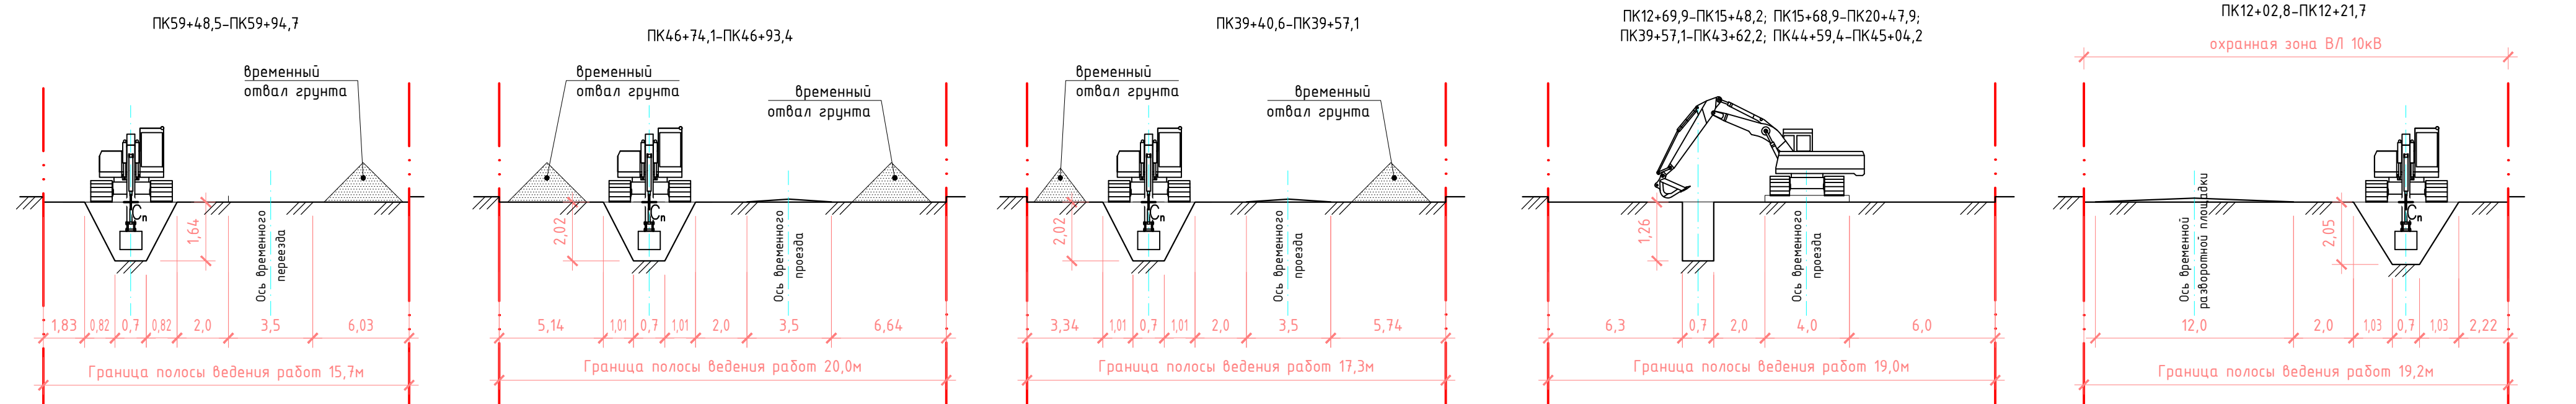 ПК59+48,5-ПК59+94,7
временный
отвал грунта
1,64
Ось временного
переезда
1,83 0,82 0,7 0,82 2,0 3,5 6,03
Граница полосы ведения работ 15,7м
ПК46+74,1-ПК46+93,4
временный
отвал грунта
временный
отвал грунта
2,02
Ось временного
проезда
5,14 1,01 0,7 1,01 2,0 3,5 6,64
Граница полосы ведения работ 20,0м
ПК39+40,6-ПК39+57,1
временный
отвал грунта
временный
отвал грунта
2,02
Ось временного
проезда
3,34 1,01 0,7 1,01 2,0 3,5 5,74
Граница полосы ведения работ 17,3м
ПК12+69,9-ПК15+48,2; ПК15+68,9-ПК20+47,9;
ПК39+57,1-ПК43+62,2; ПК44+59,4-ПК45+04,2
1,26
Ось временного
проезда
6,3 0,7 2,0 4,0 6,0
Граница полосы ведения работ 19,0м
ПК12+02,8-ПК12+21,7
охранная зона ВЛ 10кВ
2,05
Ось временной
разворотной площадки
12,0 2,0 1,03 0,7 1,03 2,22
Граница полосы ведения работ 19,2м